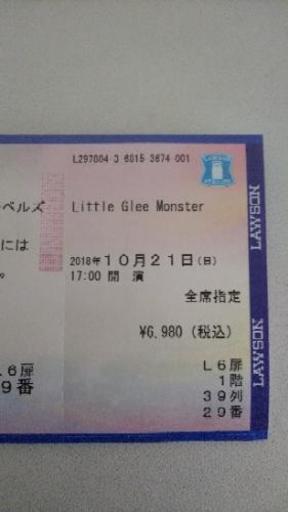 L297004 3 6015 3674 001
LAWSON
ーベルズ
には
。
L6扉
9番
Little Glee Monster
2018年10月21日(日)
17:00 開 演
全席指定
¥6,980 (税込)
L6扉
1階
39列
29番
LAWSON
LAWSON